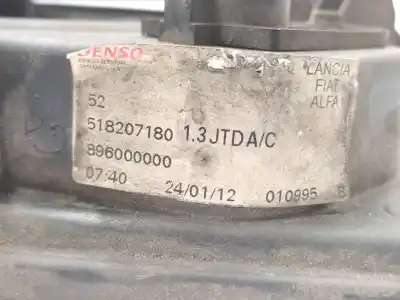 DENSO
LANCIA
FIAT
ALFA
52
518207180 1.3JTDA/C
896000000
07:40 24/01/12 010995 B